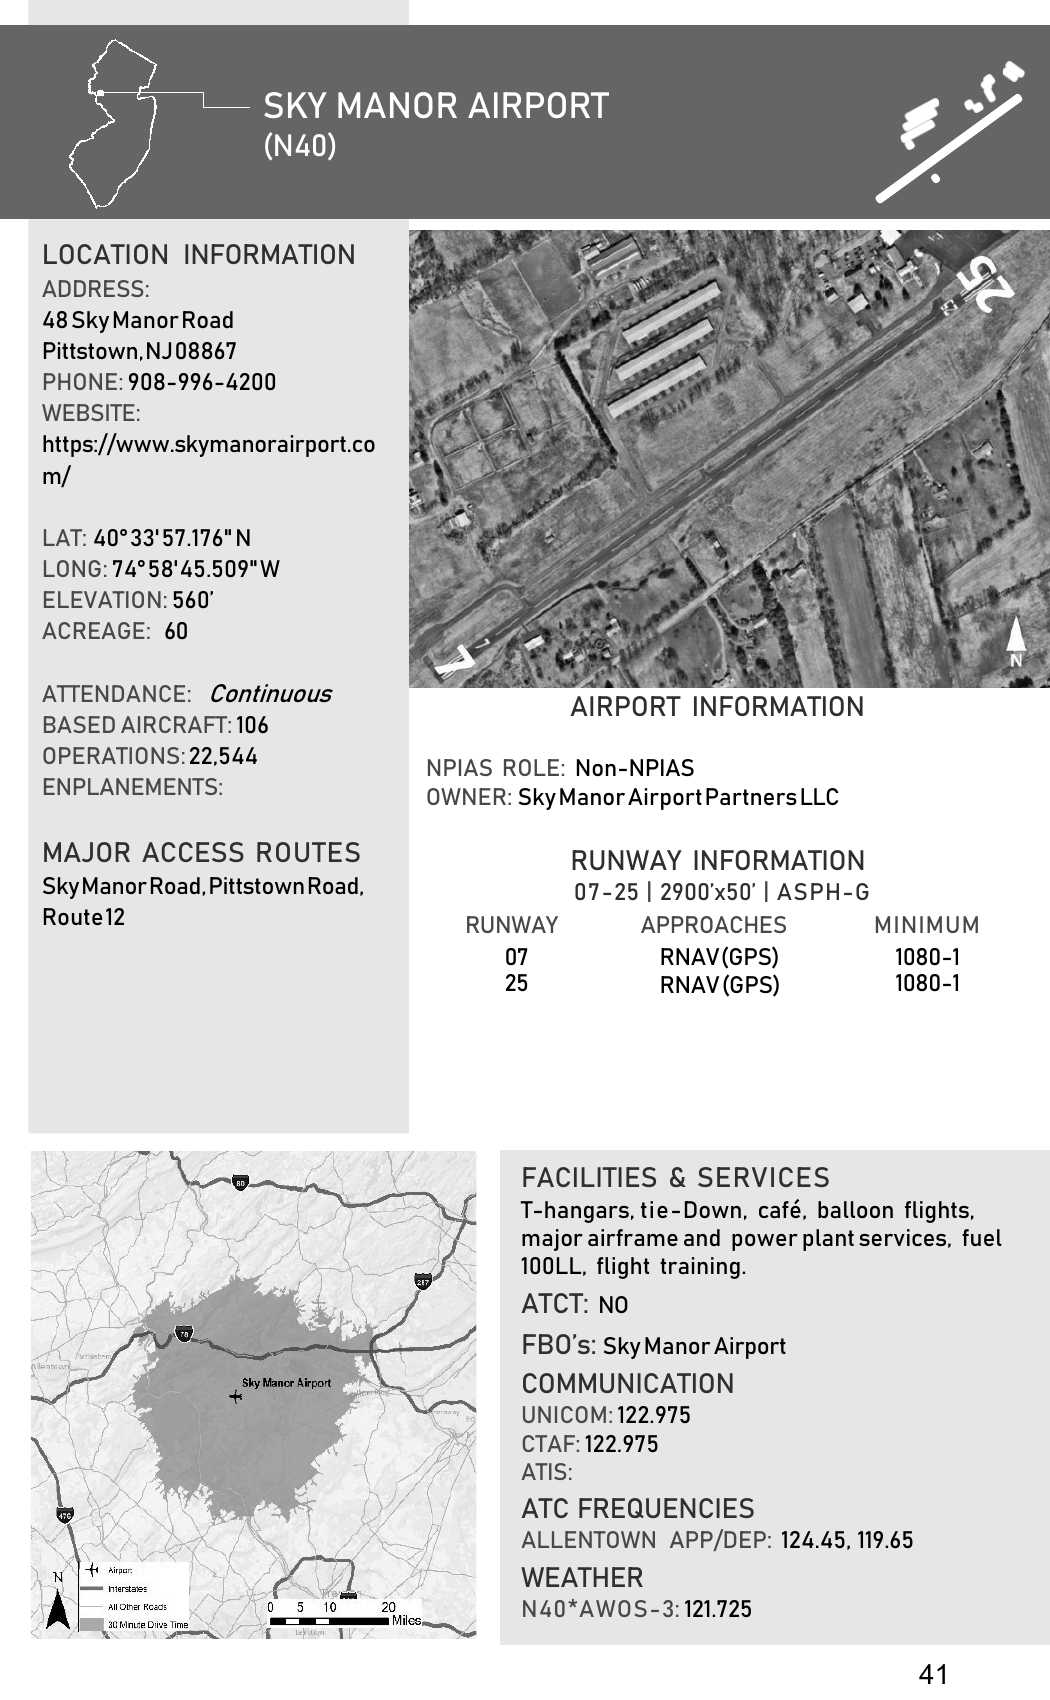 SKY MANOR AIRPORT
(N40)
LOCATION INFORMATION
ADDRESS:
48 Sky Manor Road
Pittstown, NJ 08867
PHONE: 908-996-4200
WEBSITE:
https://www.skymanorairport.co
m/
LAT: 40°33'57.176" N
LONG: 74°58'45.509" W
ELEVATION: 560’
ACREAGE: 60
ATTENDANCE: Continuous
BASED AIRCRAFT: 106
OPERATIONS: 22,544
ENPLANEMENTS:
MAJOR ACCESS ROUTES
Sky Manor Road, Pittstown Road,
Route 12
25
7
N
AIRPORT INFORMATION
NPIAS ROLE: Non-NPIAS
OWNER: Sky Manor Airport Partners LLC
RUNWAY INFORMATION
07-25 | 2900’x50’ | ASPH-G
RUNWAY APPROACHES MINIMUM
07 RNAV (GPS) 1080-1
25 RNAV (GPS) 1080-1
80
287
78
Allentown
Sky Manor Airport
476
N
Airport
Interstates
All Other Roads
30 Minute Drive Time
0 5 10 20
Miles
FACILITIES & SERVICES
T-hangars, tie-Down, café, balloon flights,
major airframe and power plant services, fuel
100LL, flight training.
ATCT: NO
FBO’s: Sky Manor Airport
COMMUNICATION
UNICOM: 122.975
CTAF: 122.975
ATIS:
ATC FREQUENCIES
ALLENTOWN APP/DEP: 124.45, 119.65
WEATHER
N40*AWOS-3: 121.725
41